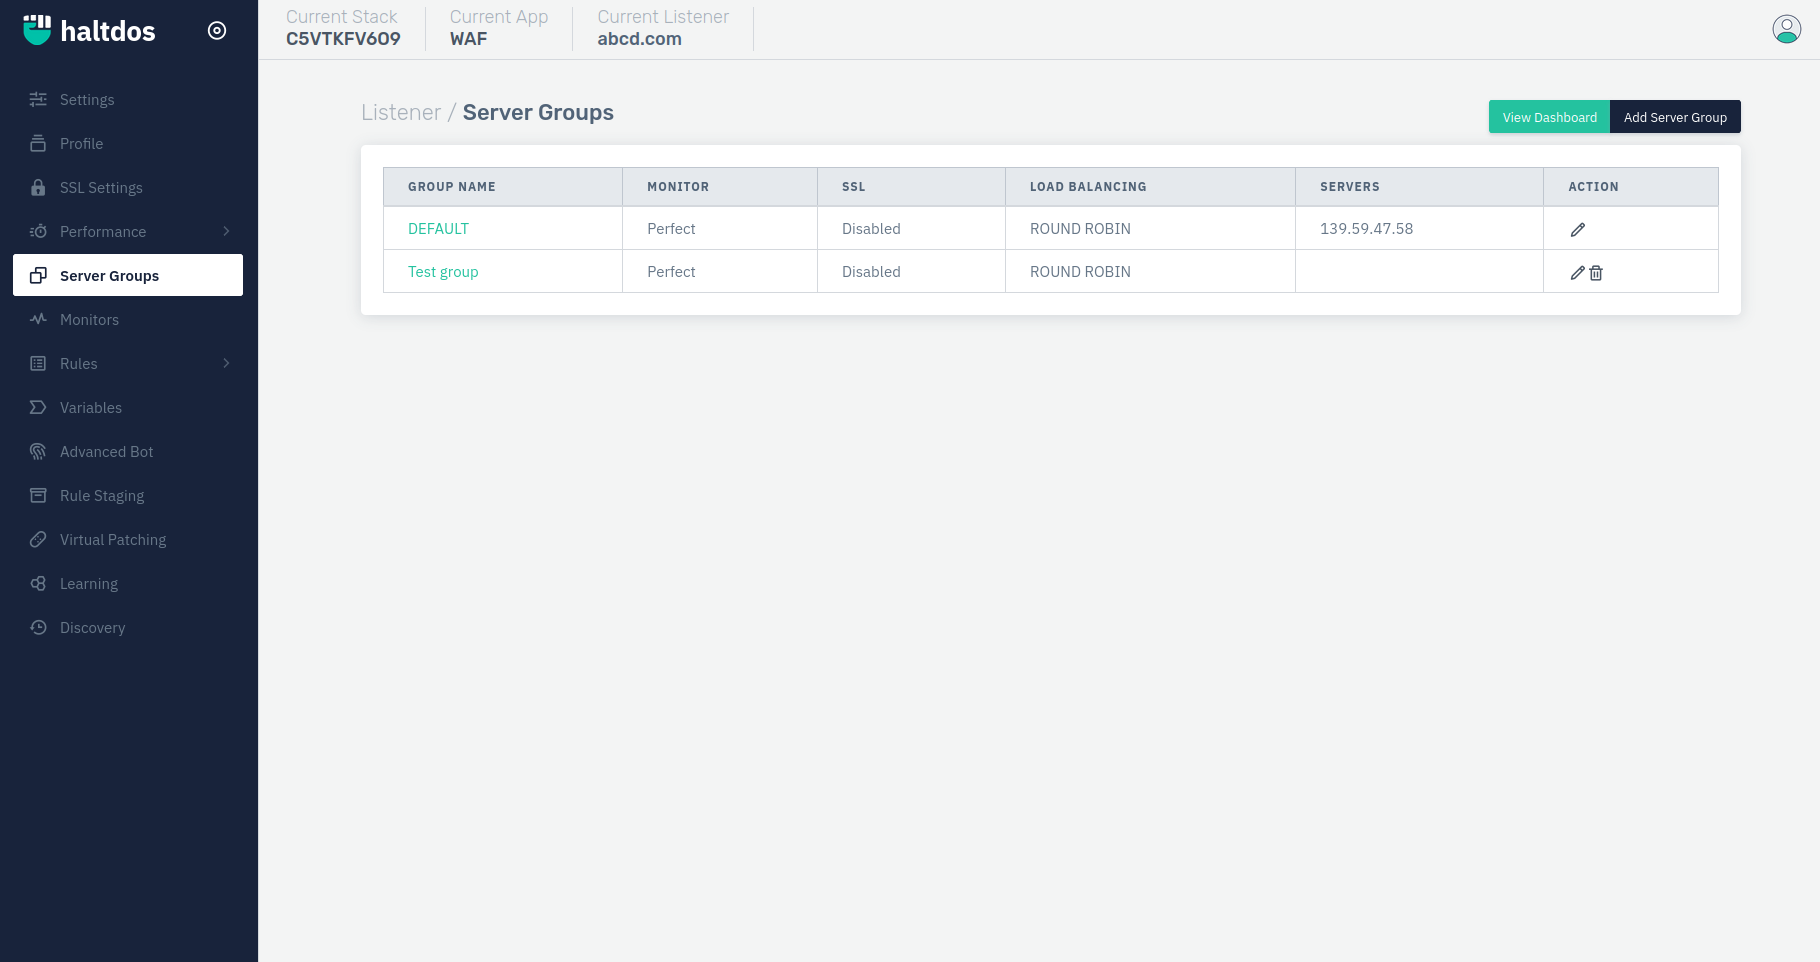 haltdos
Settings
Profile
SSL Settings
Performance
Server Groups
Monitors
Rules
Variables
Advanced Bot
Rule Staging
Virtual Patching
Learning
Discovery
Current Stack
C5VTKFV6O9
Current App
WAF
Current Listener
abcd.com
Listener / Server Groups
View Dashboard
Add Server Group
GROUP NAME MONITOR SSL LOAD BALANCING SERVERS ACTION
DEFAULT Perfect Disabled ROUND ROBIN 139.59.47.58
Test group Perfect Disabled ROUND ROBIN